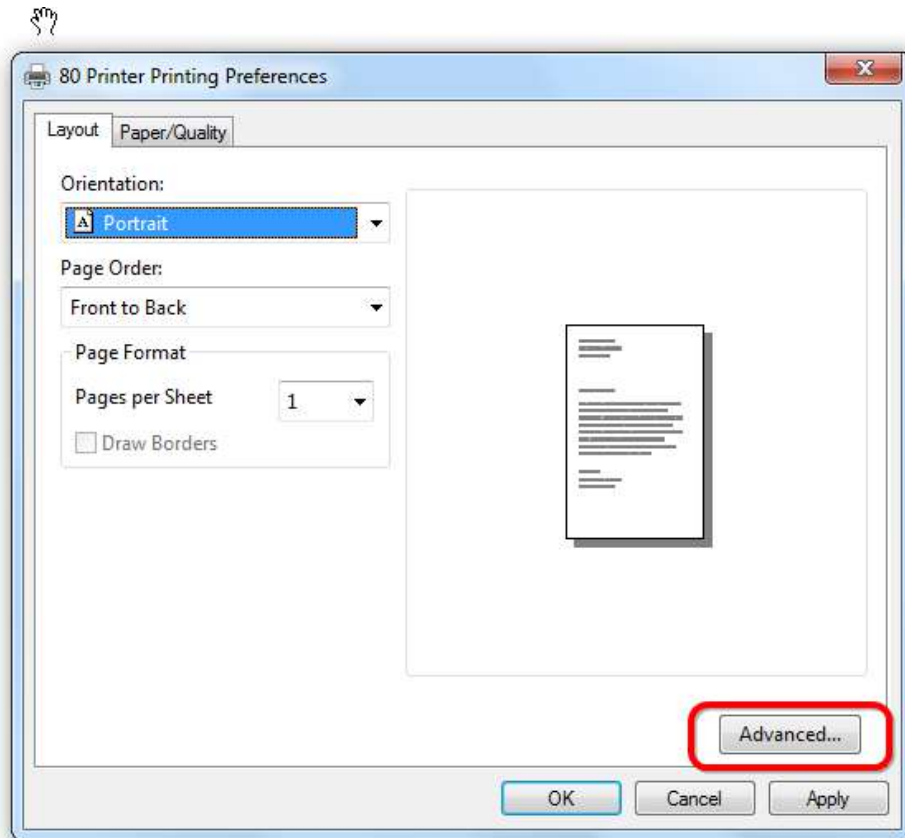 80 Printer Printing Preferences
Layout Paper/Quality
Orientation:
Portrait
Page Order:
Front to Back
Page Format
Pages per Sheet 1
Draw Borders
Advanced...
OK Cancel Apply